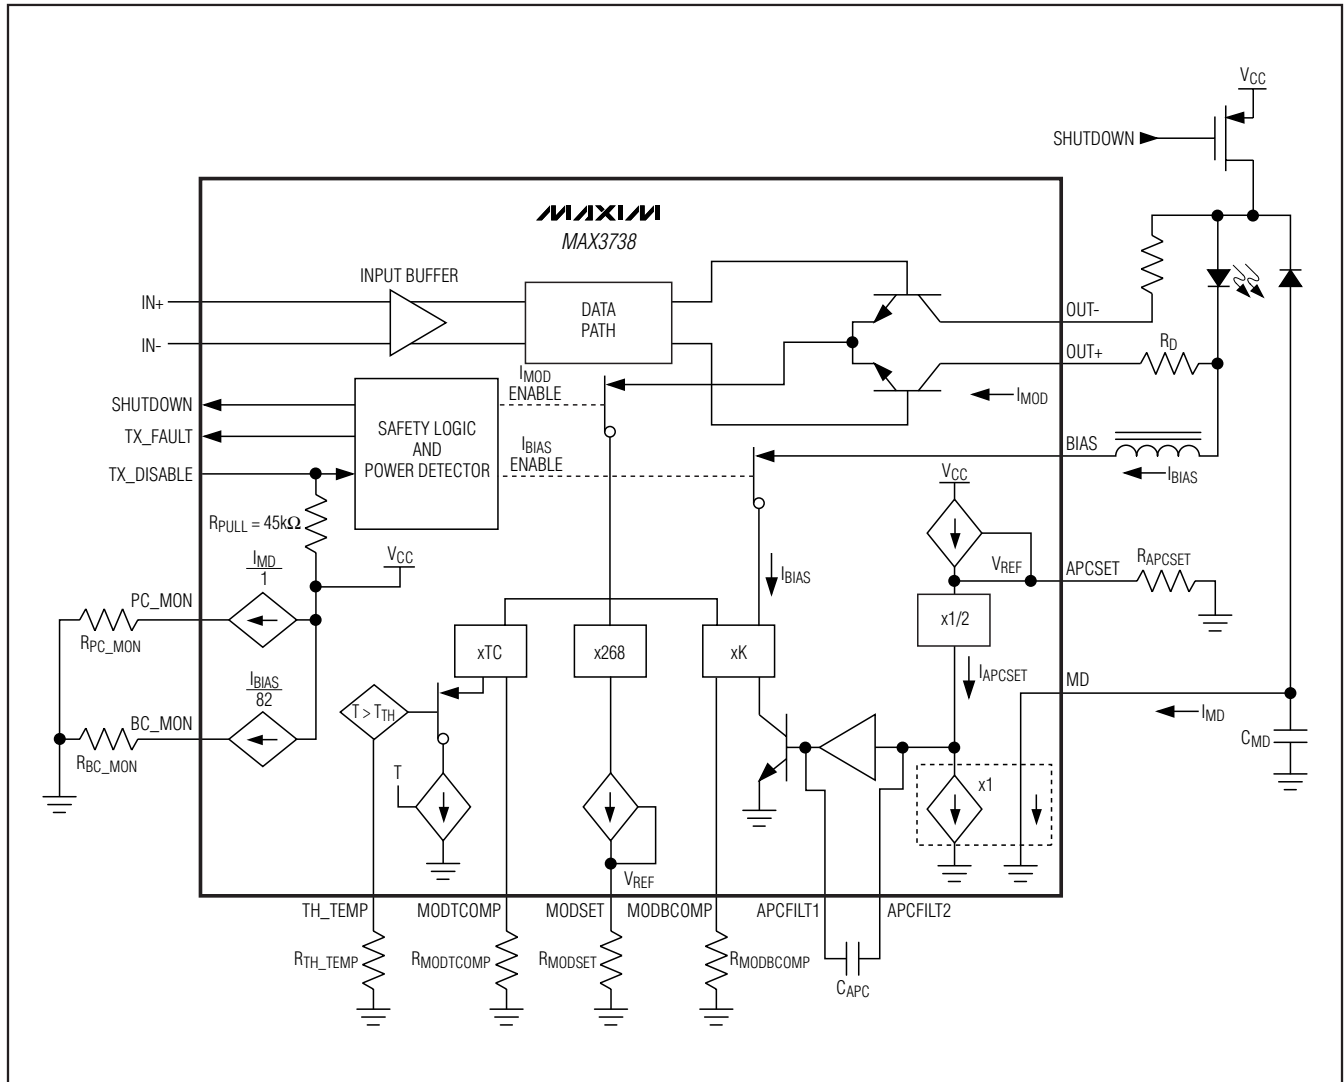 VCC
SHUTDOWN
MAXIM
MAX3738
INPUT BUFFER
IN+
IN-
DATA
PATH
OUT-
OUT+
RD
IMOD
ENABLE
IMOD
SHUTDOWN
TX_FAULT
TX_DISABLE
SAFETY LOGIC
AND
POWER DETECTOR
IBIAS
ENABLE
BIAS
IBIAS
RPULL = 45kΩ
VCC
VCC
VREF
APCSET
RAPCSET
IMD
1
PC_MON
RPC_MON
IBIAS
x1/2
xTC
x268
xK
IAPCSET
MD
IMD
CMD
IBIAS
82
BC_MON
RBC_MON
T > TTH
T
x1
VREF
TH_TEMP
MODTCOMP
MODSET
MODBCOMP
APCFILT1
APCFILT2
RTH_TEMP
RMODTCOMP
RMODSET
RMODBCOMP
CAPC